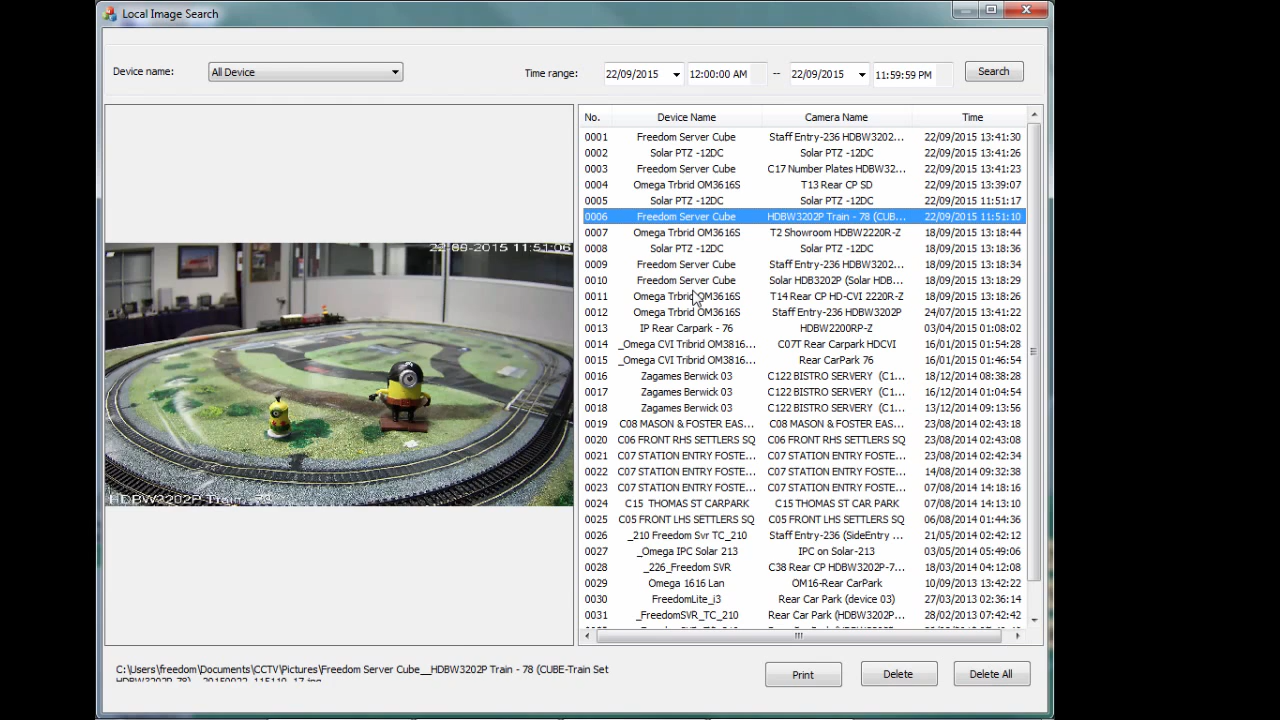 Local Image Search
Device name: All Device Time range: 22/09/2015 12:00:00 AM -- 22/09/2015 11:59:59 PM Search
No. Device Name Camera Name Time
0001 Freedom Server Cube Staff Entry-236 HDBW3202... 22/09/2015 13:41:30
0002 Solar PTZ -12DC Solar PTZ -12DC 22/09/2015 13:41:26
0003 Freedom Server Cube C17 Number Plates HDBW32... 22/09/2015 13:41:23
0004 Omega Trbrid OM3616S T13 Rear CP SD 22/09/2015 13:39:07
0005 Solar PTZ -12DC Solar PTZ -12DC 22/09/2015 11:51:17
0006 Freedom Server Cube HDBW3202P Train - 78 (CUB... 22/09/2015 11:51:10
0007 Omega Trbrid OM3616S T2 Showroom HDBW2220R-Z 18/09/2015 13:18:44
0008 Solar PTZ -12DC Solar PTZ -12DC 18/09/2015 13:18:36
0009 Freedom Server Cube Staff Entry-236 HDBW3202... 18/09/2015 13:18:34
0010 Freedom Server Cube Solar HDB3202P (Solar HDB... 18/09/2015 13:18:29
0011 Omega Trbrid OM3616S T14 Rear CP HD-CVI 2220R-Z 18/09/2015 13:18:26
0012 Omega Trbrid OM3616S Staff Entry-236 HDBW3202P 24/07/2015 13:41:22
0013 IP Rear Carpark - 76 HDBW2200RP-Z 03/04/2015 01:08:02
0014 _Omega CVI Tribrid OM3816... C07T Rear Carpark HDCVI 16/01/2015 01:54:28
0015 _Omega CVI Tribrid OM3816... Rear CarPark 76 16/01/2015 01:46:54
0016 Zagames Berwick 03 C122 BISTRO SERVERY (C1... 18/12/2014 08:38:28
0017 Zagames Berwick 03 C122 BISTRO SERVERY (C1... 16/12/2014 01:04:54
0018 Zagames Berwick 03 C122 BISTRO SERVERY (C1... 13/12/2014 09:13:56
0019 C08 MASON & FOSTER EAS... C08 MASON & FOSTER EAS... 23/08/2014 02:43:18
0020 C06 FRONT RHS SETTLERS SQ C06 FRONT RHS SETTLERS SQ 23/08/2014 02:43:08
0021 C07 STATION ENTRY FOSTE... C07 STATION ENTRY FOSTE... 23/08/2014 02:42:34
0022 C07 STATION ENTRY FOSTE... C07 STATION ENTRY FOSTE... 14/08/2014 09:32:38
0023 C07 STATION ENTRY FOSTE... C07 STATION ENTRY FOSTE... 07/08/2014 14:18:16
0024 C15 THOMAS ST CARPARK C15 THOMAS ST CAR PARK 07/08/2014 14:13:10
0025 C05 FRONT LHS SETTLERS SQ C05 FRONT LHS SETTLERS SQ 06/08/2014 01:44:36
0026 _210 Freedom Svr TC_210 Staff Entry-236 (SideEntry ... 21/05/2014 02:42:12
0027 _Omega IPC Solar 213 IPC on Solar-213 03/05/2014 05:49:06
0028 _226_Freedom SVR C38 Rear CP HDBW3202P-7... 18/03/2014 04:12:08
0029 Omega 1616 Lan OM16-Rear CarPark 10/09/2013 13:42:22
0030 FreedomLite_i3 Rear Car Park (device 03) 27/03/2013 02:36:14
0031 _FreedomSVR_TC_210 Rear Car Park (HDBW3202P... 28/02/2013 07:42:42
22-09-2015 11:51:06
HDBW3202P Train - 78
C:\Users\freedom\Documents\CCTV\Pictures\Freedom Server Cube__HDBW3202P Train - 78 (CUBE-Train Set
Print Delete Delete All